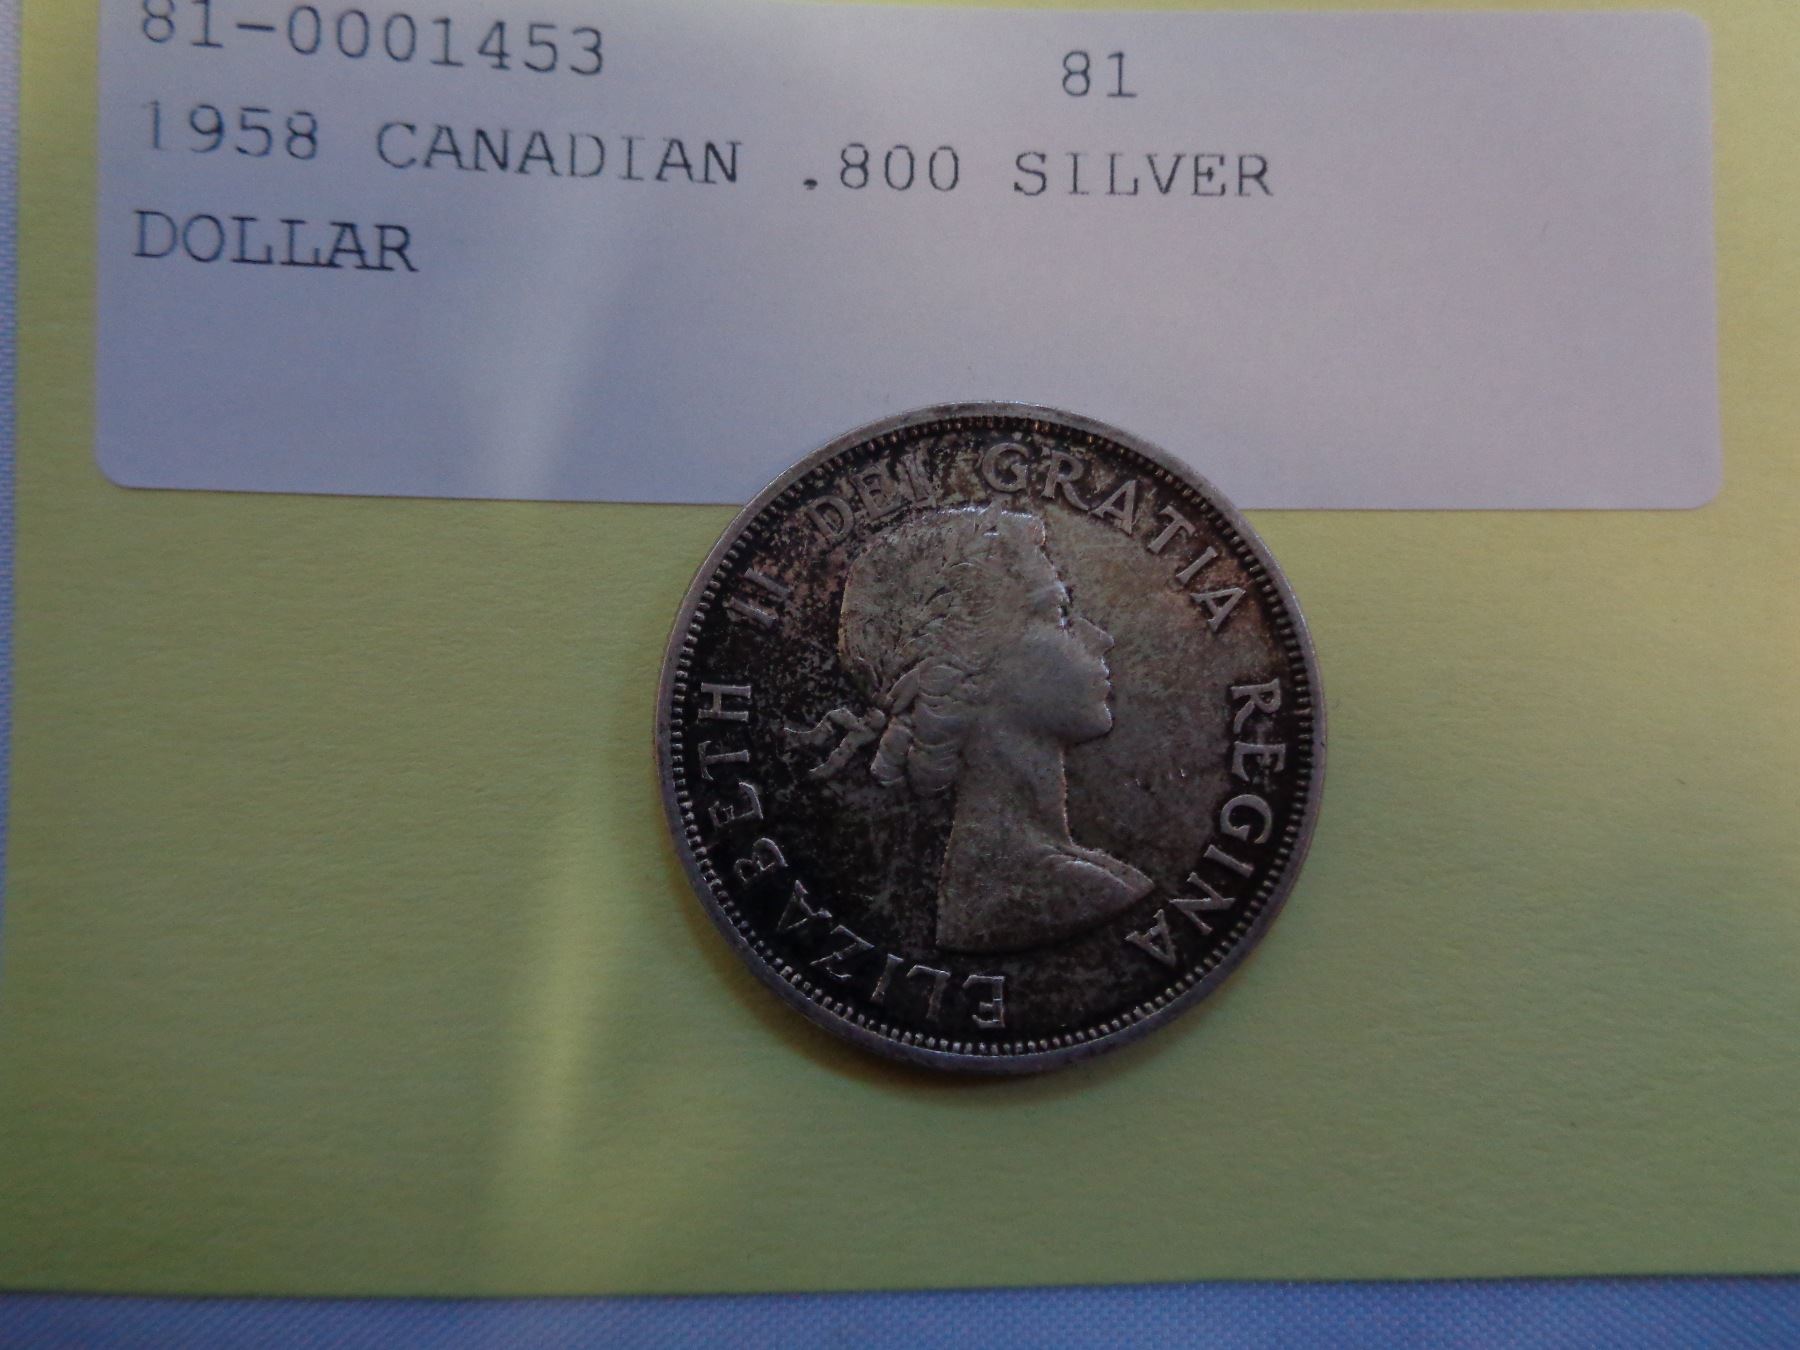 81-0001453 81
1958 CANADIAN .800 SILVER
DOLLAR
ELIZABETH II DEI GRATIA REGINA